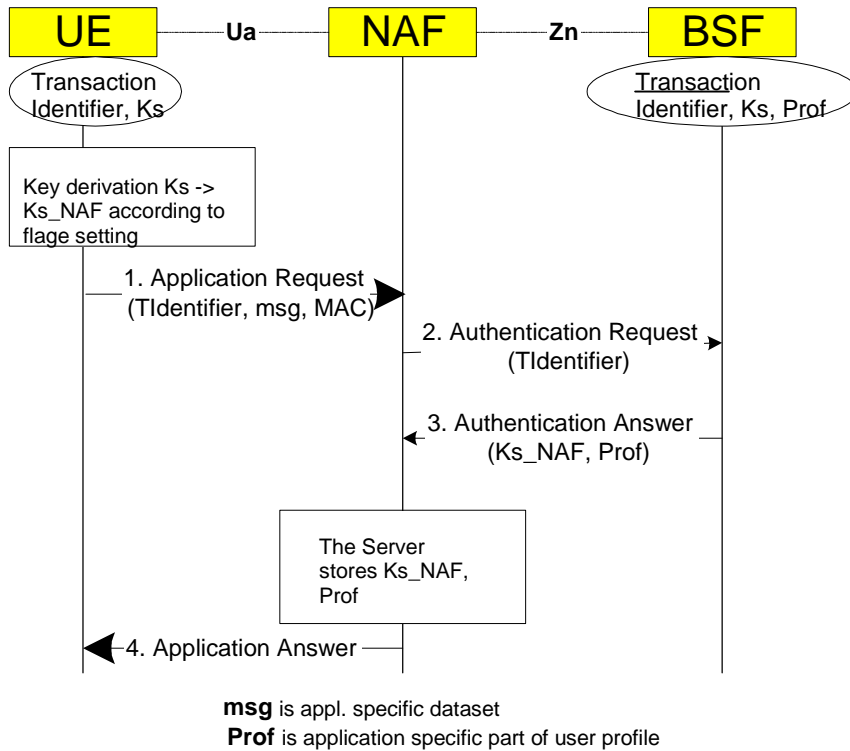 UE
Ua
NAF
Zn
BSF
Transaction
Identifier, Ks
Transaction
Identifier, Ks, Prof
Key derivation Ks ->
Ks_NAF according to
flage setting
1. Application Request
(TIdentifier, msg, MAC)
2. Authentication Request
(TIdentifier)
3. Authentication Answer
(Ks_NAF, Prof)
The Server
stores Ks_NAF,
Prof
4. Application Answer
msg is appl. specific dataset
Prof is application specific part of user profile